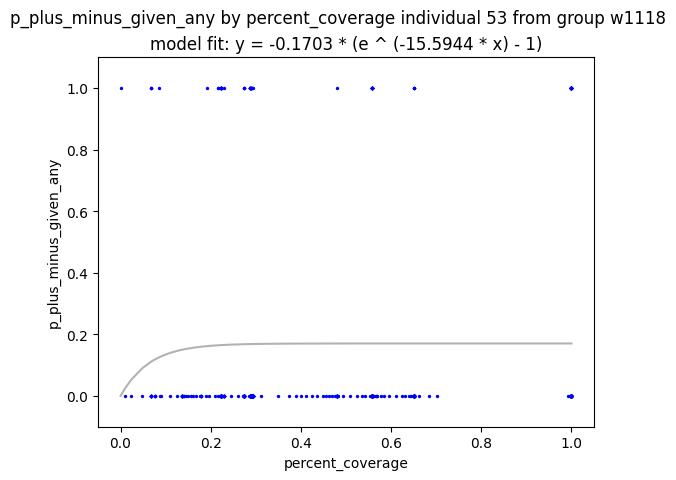 p_plus_minus_given_any by percent_coverage individual 53 from group w1118
model fit: y = -0.1703 * (e ^ (-15.5944 * x) - 1)
1.0
0.8
0.6
0.4
0.2
0.0
p_plus_minus_given_any
0.0 0.2 0.4 0.6 0.8 1.0
percent_coverage